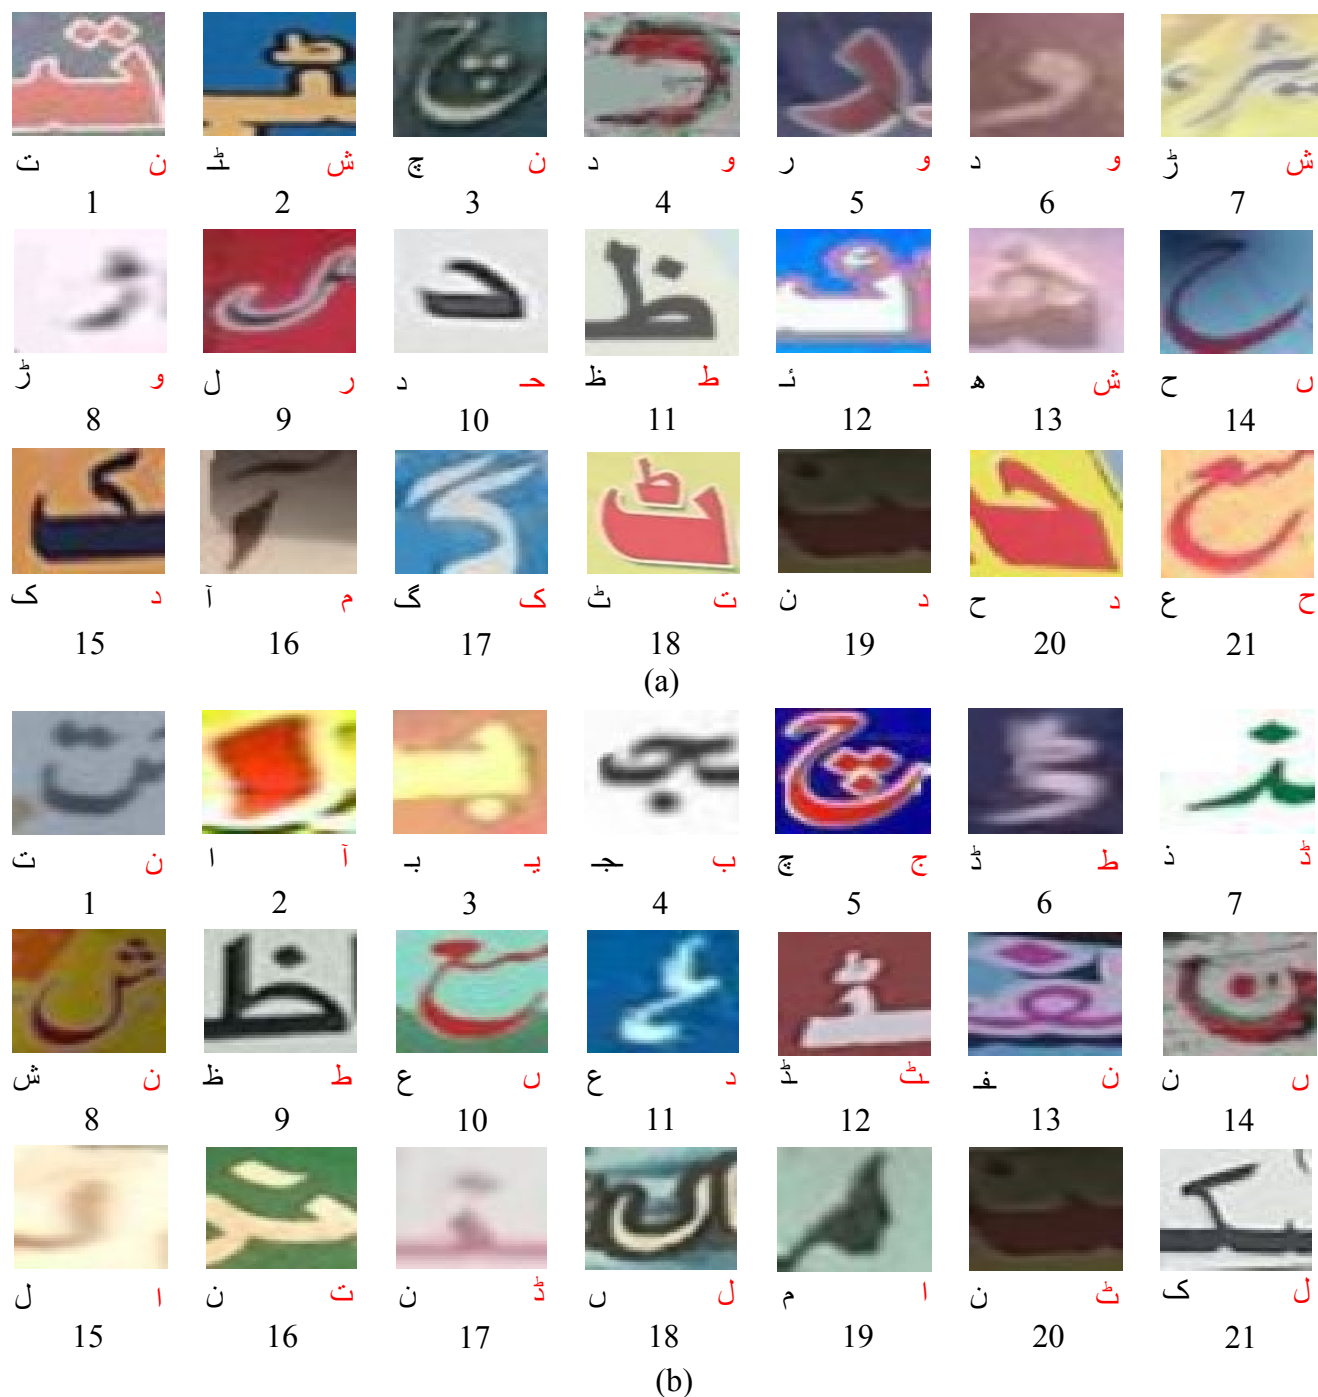 ت ن ٹ ش چ ن د و ر و د و ڑ ش
1 2 3 4 5 6 7
ڑ و ل ر د حـ ظ ط ئـ نـ ھ ش ح ں
8 9 10 11 12 13 14
ک د آ م گ ک ٹ ت ن د ح د ع ح
15 16 17 18 19 20 21
(a)
ت ن ا آ بـ یـ جـ ب چ ج ڈ ط ذ ڈ
1 2 3 4 5 6 7
ش ن ظ ط ع ں ع د ڈ ٹ فـ ن ن ں
8 9 10 11 12 13 14
ل ا ن ت ن ڈ ں ل م ا ن ٹ ک ل
15 16 17 18 19 20 21
(b)